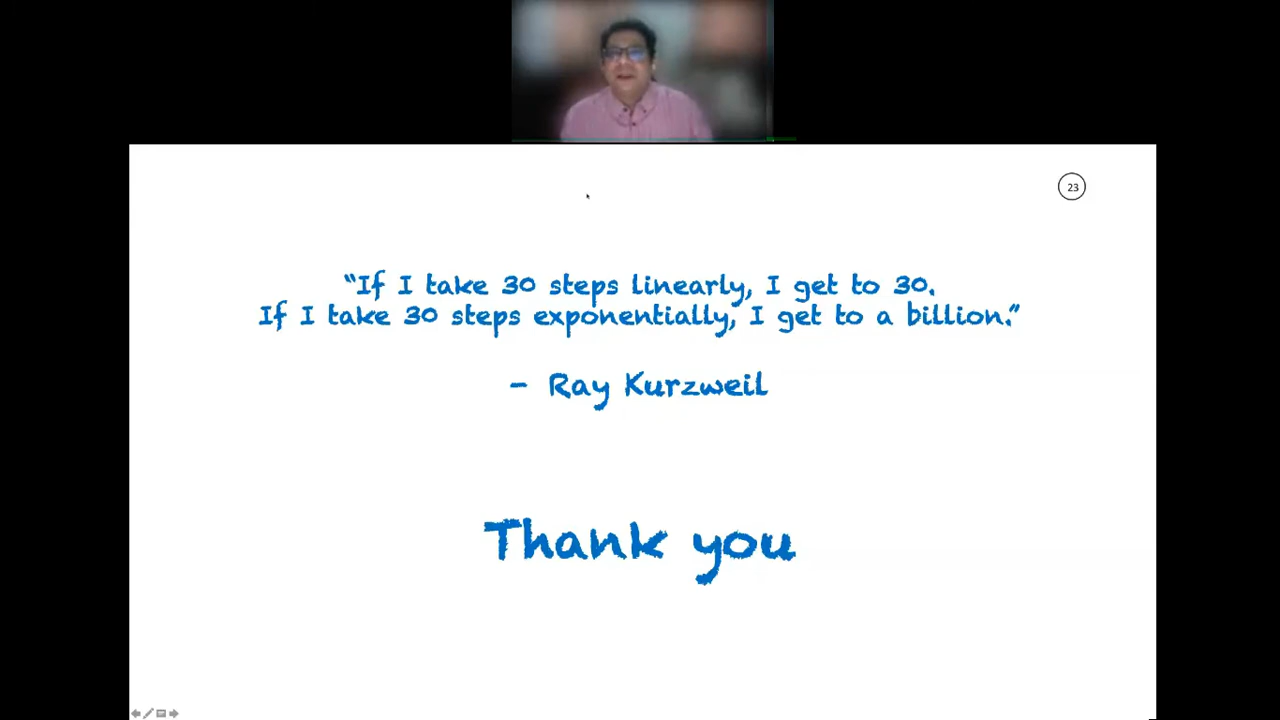 23
“If I take 30 steps linearly, I get to 30.
If I take 30 steps exponentially, I get to a billion.”
- Ray Kurzweil
Thank you